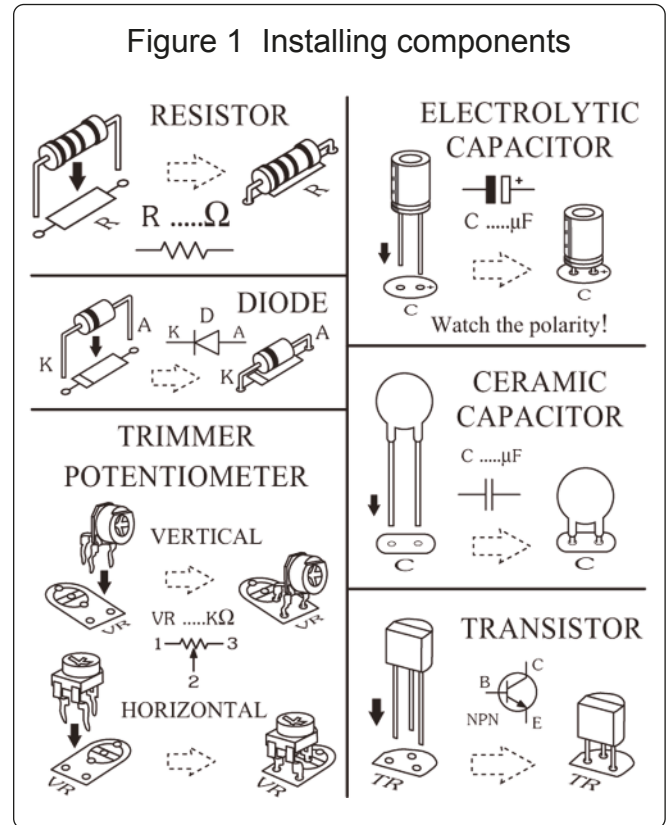 Figure 1 Installing components
RESISTOR
R
R .....Ω
R
DIODE
K
A
K
D
A
K
A
TRIMMER
POTENTIOMETER
VERTICAL
VR
VR
VR .....KΩ
1
3
2
HORIZONTAL
VR
VR
ELECTROLYTIC
CAPACITOR
+
C .....µF
+
C
+
C
Watch the polarity!
CERAMIC
CAPACITOR
C .....µF
C
C
TRANSISTOR
C
B
NPN
E
TR
TR